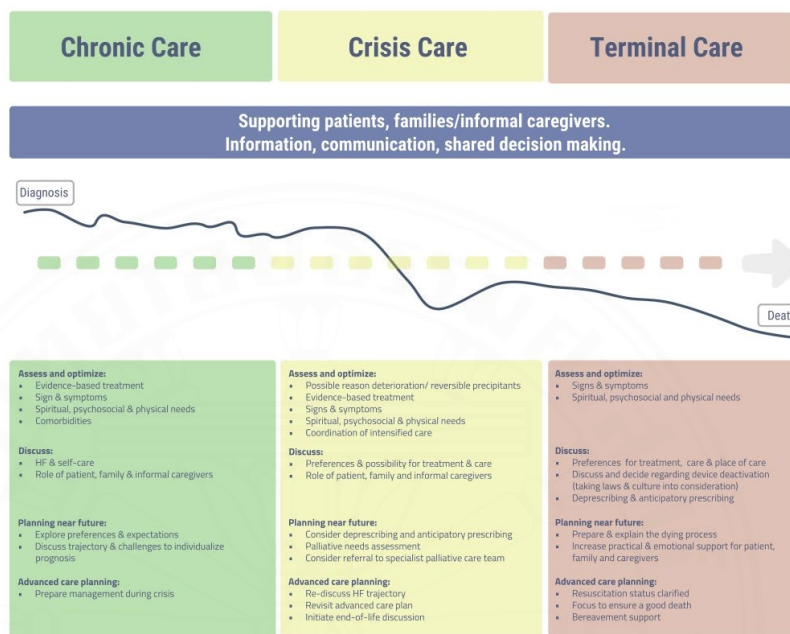 Chronic Care
Crisis Care
Terminal Care
Supporting patients, families/informal caregivers.
Information, communication, shared decision making.
Diagnosis
Deat
Assess and optimize:
• Evidence-based treatment
• Sign & symptoms
• Spiritual, psychosocial & physical needs
• Comorbidities
Discuss:
• HF & self-care
• Role of patient, family & informal caregivers
Planning near future:
• Explore preferences & expectations
• Discuss trajectory & challenges to individualize
prognosis
Advanced care planning:
• Prepare management during crisis
Assess and optimize:
• Possible reason deterioration/ reversible precipitants
• Evidence-based treatment
• Signs & symptoms
• Spiritual, psychosocial & physical needs
• Coordination of intensified care
Discuss:
• Preferences & possibility for treatment & care
• Role of patient, family and informal caregivers
Planning near future:
• Consider deprescribing and anticipatory prescribing
• Palliative needs assessment
• Consider referral to specialist palliative care team
Advanced care planning:
• Re-discuss HF trajectory
• Revisit advanced care plan
• Initiate end-of-life discussion
Assess and optimize:
• Signs & symptoms
• Spiritual, psychosocial and physical needs
Discuss:
• Preferences for treatment, care & place of care
• Discuss and decide regarding device deactivation
(taking laws & culture into consideration)
• Deprescribing & anticipatory prescribing
Planning near future:
• Prepare & explain the dying process
• Increase practical & emotional support for patient,
family and caregivers
Advanced care planning:
• Resuscitation status clarified
• Focus to ensure a good death
• Bereavement support